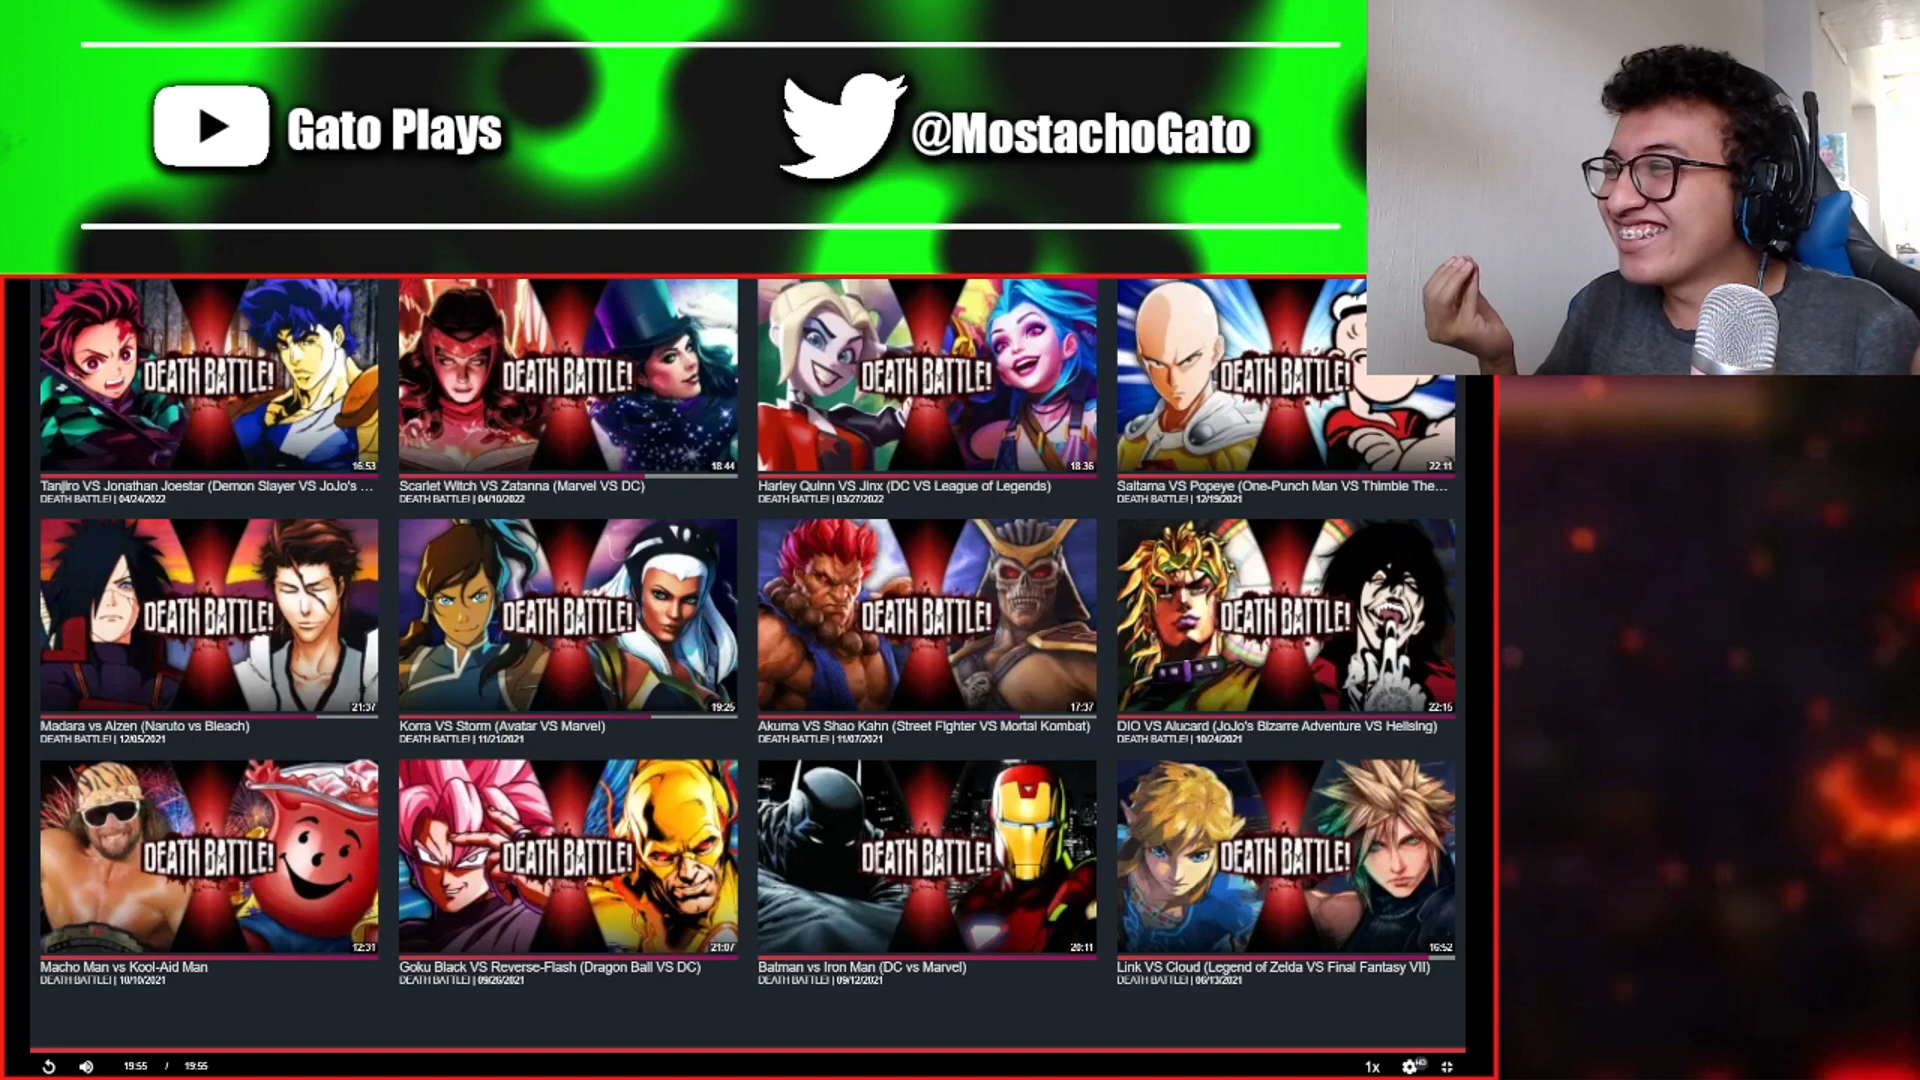 Gato Plays
@MostachoGato
DEATH BATTLE!
16:53
Tanjiro VS Jonathan Joestar (Demon Slayer VS JoJo's ...
DEATH BATTLE! | 04/24/2022
DEATH BATTLE!
18:44
Scarlet Witch VS Zatanna (Marvel VS DC)
DEATH BATTLE! | 04/10/2022
DEATH BATTLE!
18:36
Harley Quinn VS Jinx (DC VS League of Legends)
DEATH BATTLE! | 03/27/2022
DEATH BATTLE!
22:11
Saitama VS Popeye (One-Punch Man VS Thimble The...
DEATH BATTLE! | 12/19/2021
DEATH BATTLE!
21:37
Madara vs Aizen (Naruto vs Bleach)
DEATH BATTLE! | 12/05/2021
DEATH BATTLE!
19:25
Korra VS Storm (Avatar VS Marvel)
DEATH BATTLE! | 11/21/2021
DEATH BATTLE!
17:37
Akuma VS Shao Kahn (Street Fighter VS Mortal Kombat)
DEATH BATTLE! | 11/07/2021
DEATH BATTLE!
22:15
DIO VS Alucard (JoJo's Bizarre Adventure VS Hellsing)
DEATH BATTLE! | 10/24/2021
DEATH BATTLE!
12:31
Macho Man vs Kool-Aid Man
DEATH BATTLE! | 10/10/2021
DEATH BATTLE!
21:07
Goku Black VS Reverse-Flash (Dragon Ball VS DC)
DEATH BATTLE! | 09/26/2021
DEATH BATTLE!
20:11
Batman vs Iron Man (DC vs Marvel)
DEATH BATTLE! | 09/12/2021
DEATH BATTLE!
16:52
Link VS Cloud (Legend of Zelda VS Final Fantasy VII)
DEATH BATTLE! | 06/13/2021
19:55 / 19:55
1x
HD